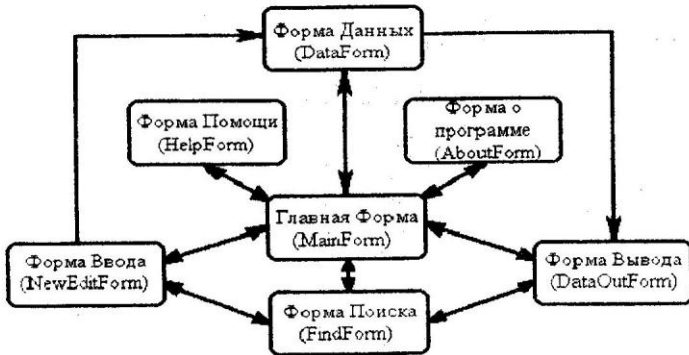 Форма Данных
(DataForm)
Форма Помощи
(HelpForm)
Форма о
программе
(AboutForm)
Главная Форма
(MainForm)
Форма Ввода
(NewEditForm)
Форма Вывода
(DataOutForm)
Форма Поиска
(FindForm)